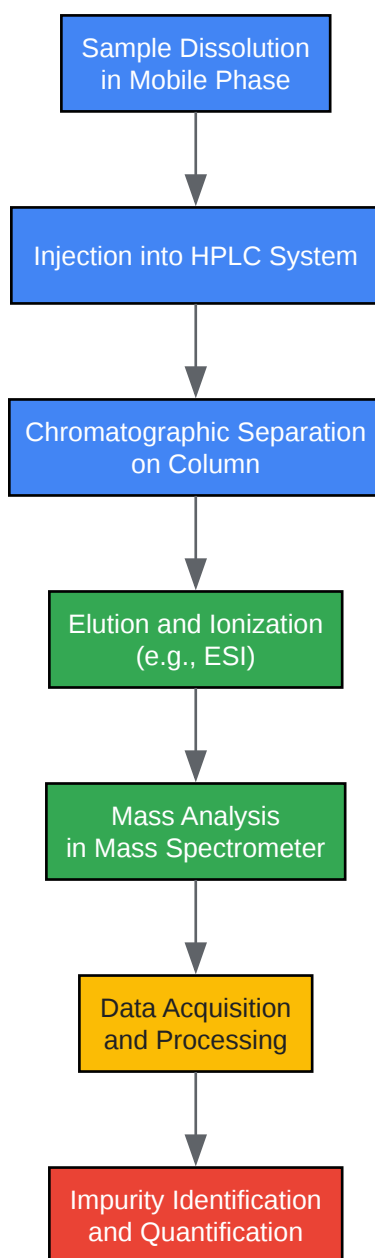 Sample Dissolution
in Mobile Phase
Injection into HPLC System
Chromatographic Separation
on Column
Elution and Ionization
(e.g., ESI)
Mass Analysis
in Mass Spectrometer
Data Acquisition
and Processing
Impurity Identification
and Quantification